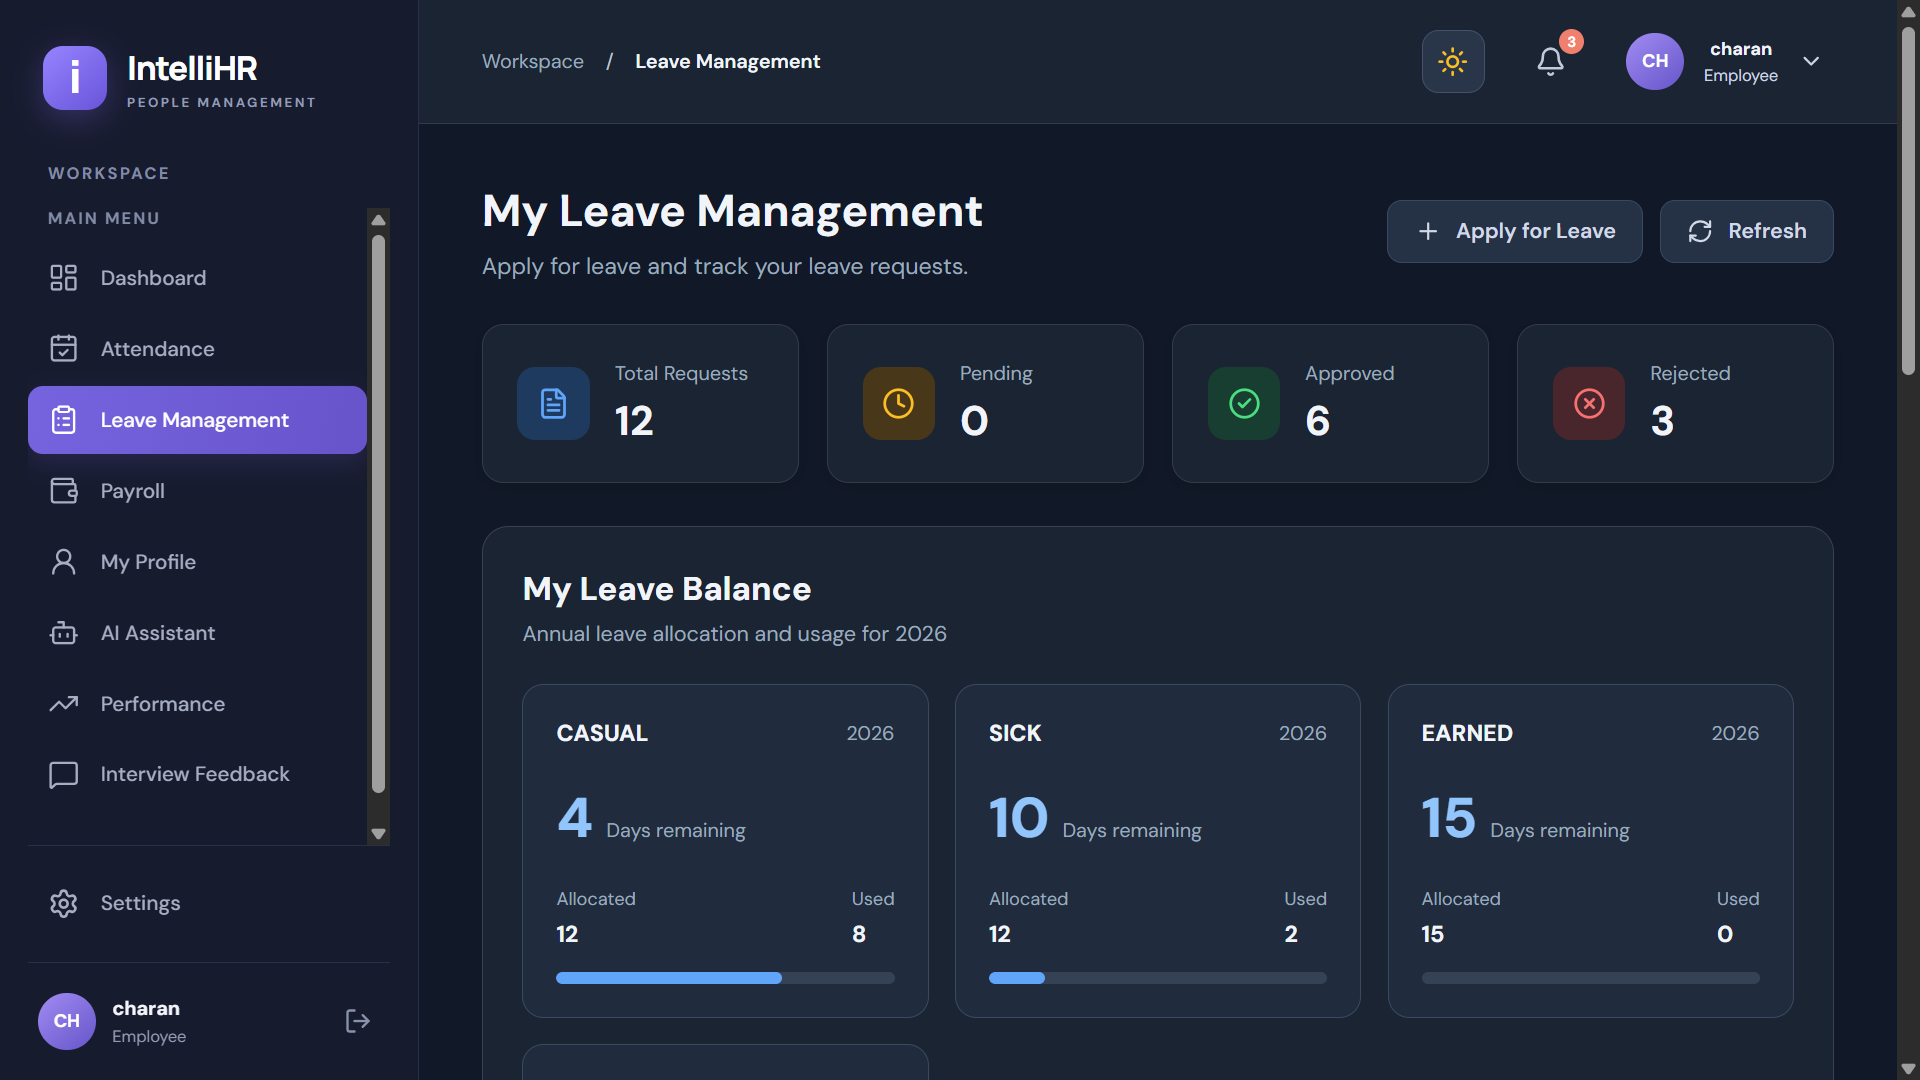 i
IntelliHR
PEOPLE MANAGEMENT
WORKSPACE
MAIN MENU
Dashboard
Attendance
Leave Management
Payroll
My Profile
AI Assistant
Performance
Interview Feedback
Settings
CH
charan
Employee
Workspace / Leave Management
3
CH
charan
Employee
My Leave Management
Apply for leave and track your leave requests.
Apply for Leave
Refresh
Total Requests
12
Pending
0
Approved
6
Rejected
3
My Leave Balance
Annual leave allocation and usage for 2026
CASUAL 2026
4 Days remaining
Allocated Used
12 8
SICK 2026
10 Days remaining
Allocated Used
12 2
EARNED 2026
15 Days remaining
Allocated Used
15 0